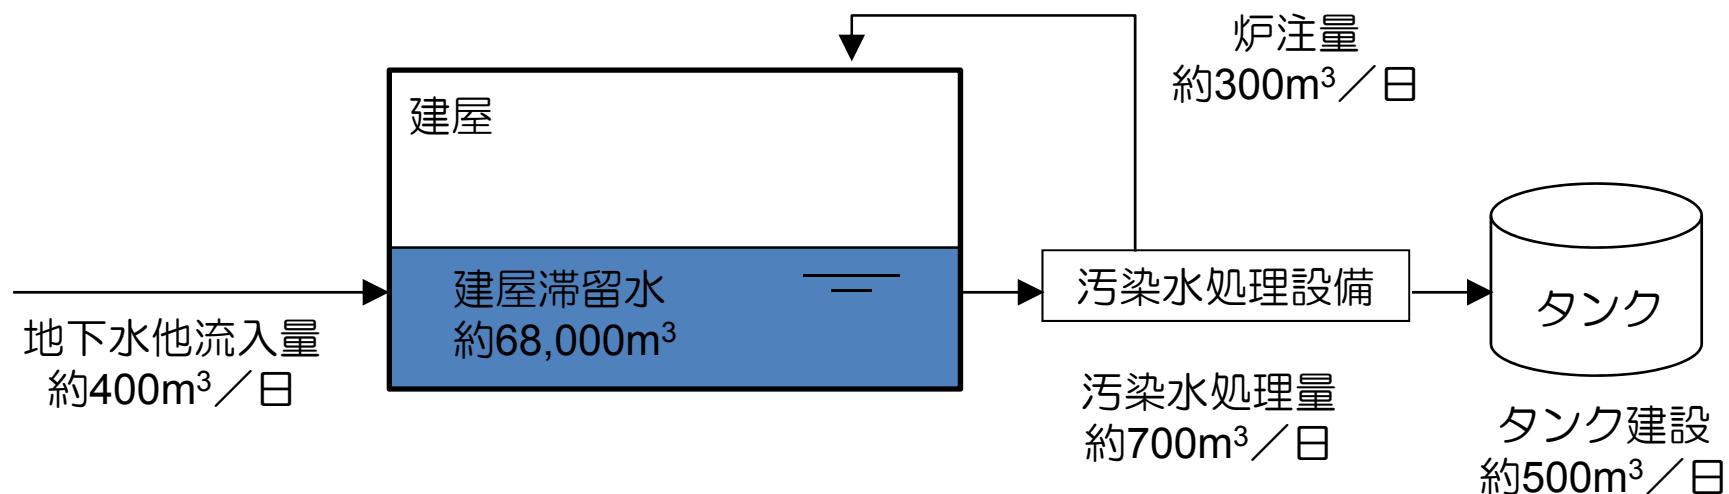 炉注量
約300m³／日
建屋
建屋滞留水
約68,000m³
地下水他流入量
約400m³／日
汚染水処理設備
汚染水処理量
約700m³／日
タンク
タンク建設
約500m³／日